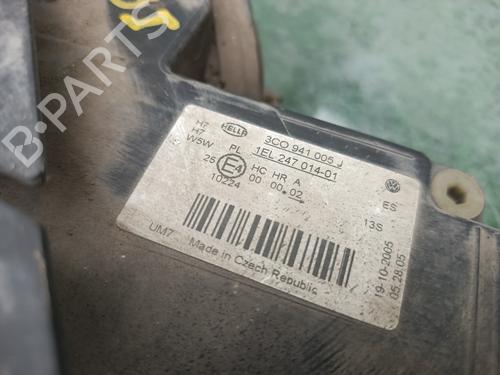 B-PARTS
H7
H7
W5W
HELLA
3C0 941 005 J
PL 1EL 247 014-01
25 E4 HC HR A
10224 00 00.02
ES
13S
UM7
Made in Czech Republic
19-10-2005
05.28.05